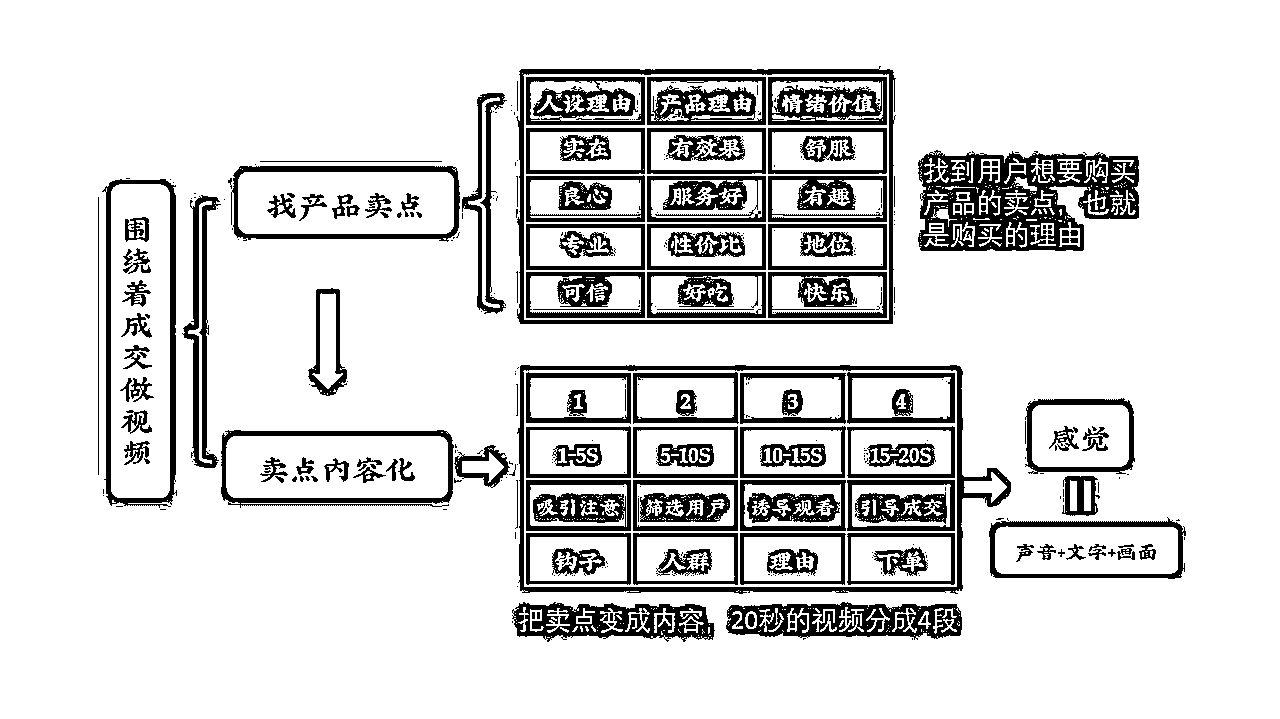 围绕着成交做视频
找产品卖点
人设理由 产品理由 情绪价值
实在 有效果 舒服
良心 服务好 有趣
专业 性价比 地位
可信 好吃 快乐
找到用户想要购买
产品的卖点，也就
是购买的理由
卖点内容化
1 2 3 4
1-5S 5-10S 10-15S 15-20S
吸引注意 筛选用户 诱导观看 引导成交
钩子 人群 理由 下单
把卖点变成内容，20秒的视频分成4段
感觉
声音+文字+画面